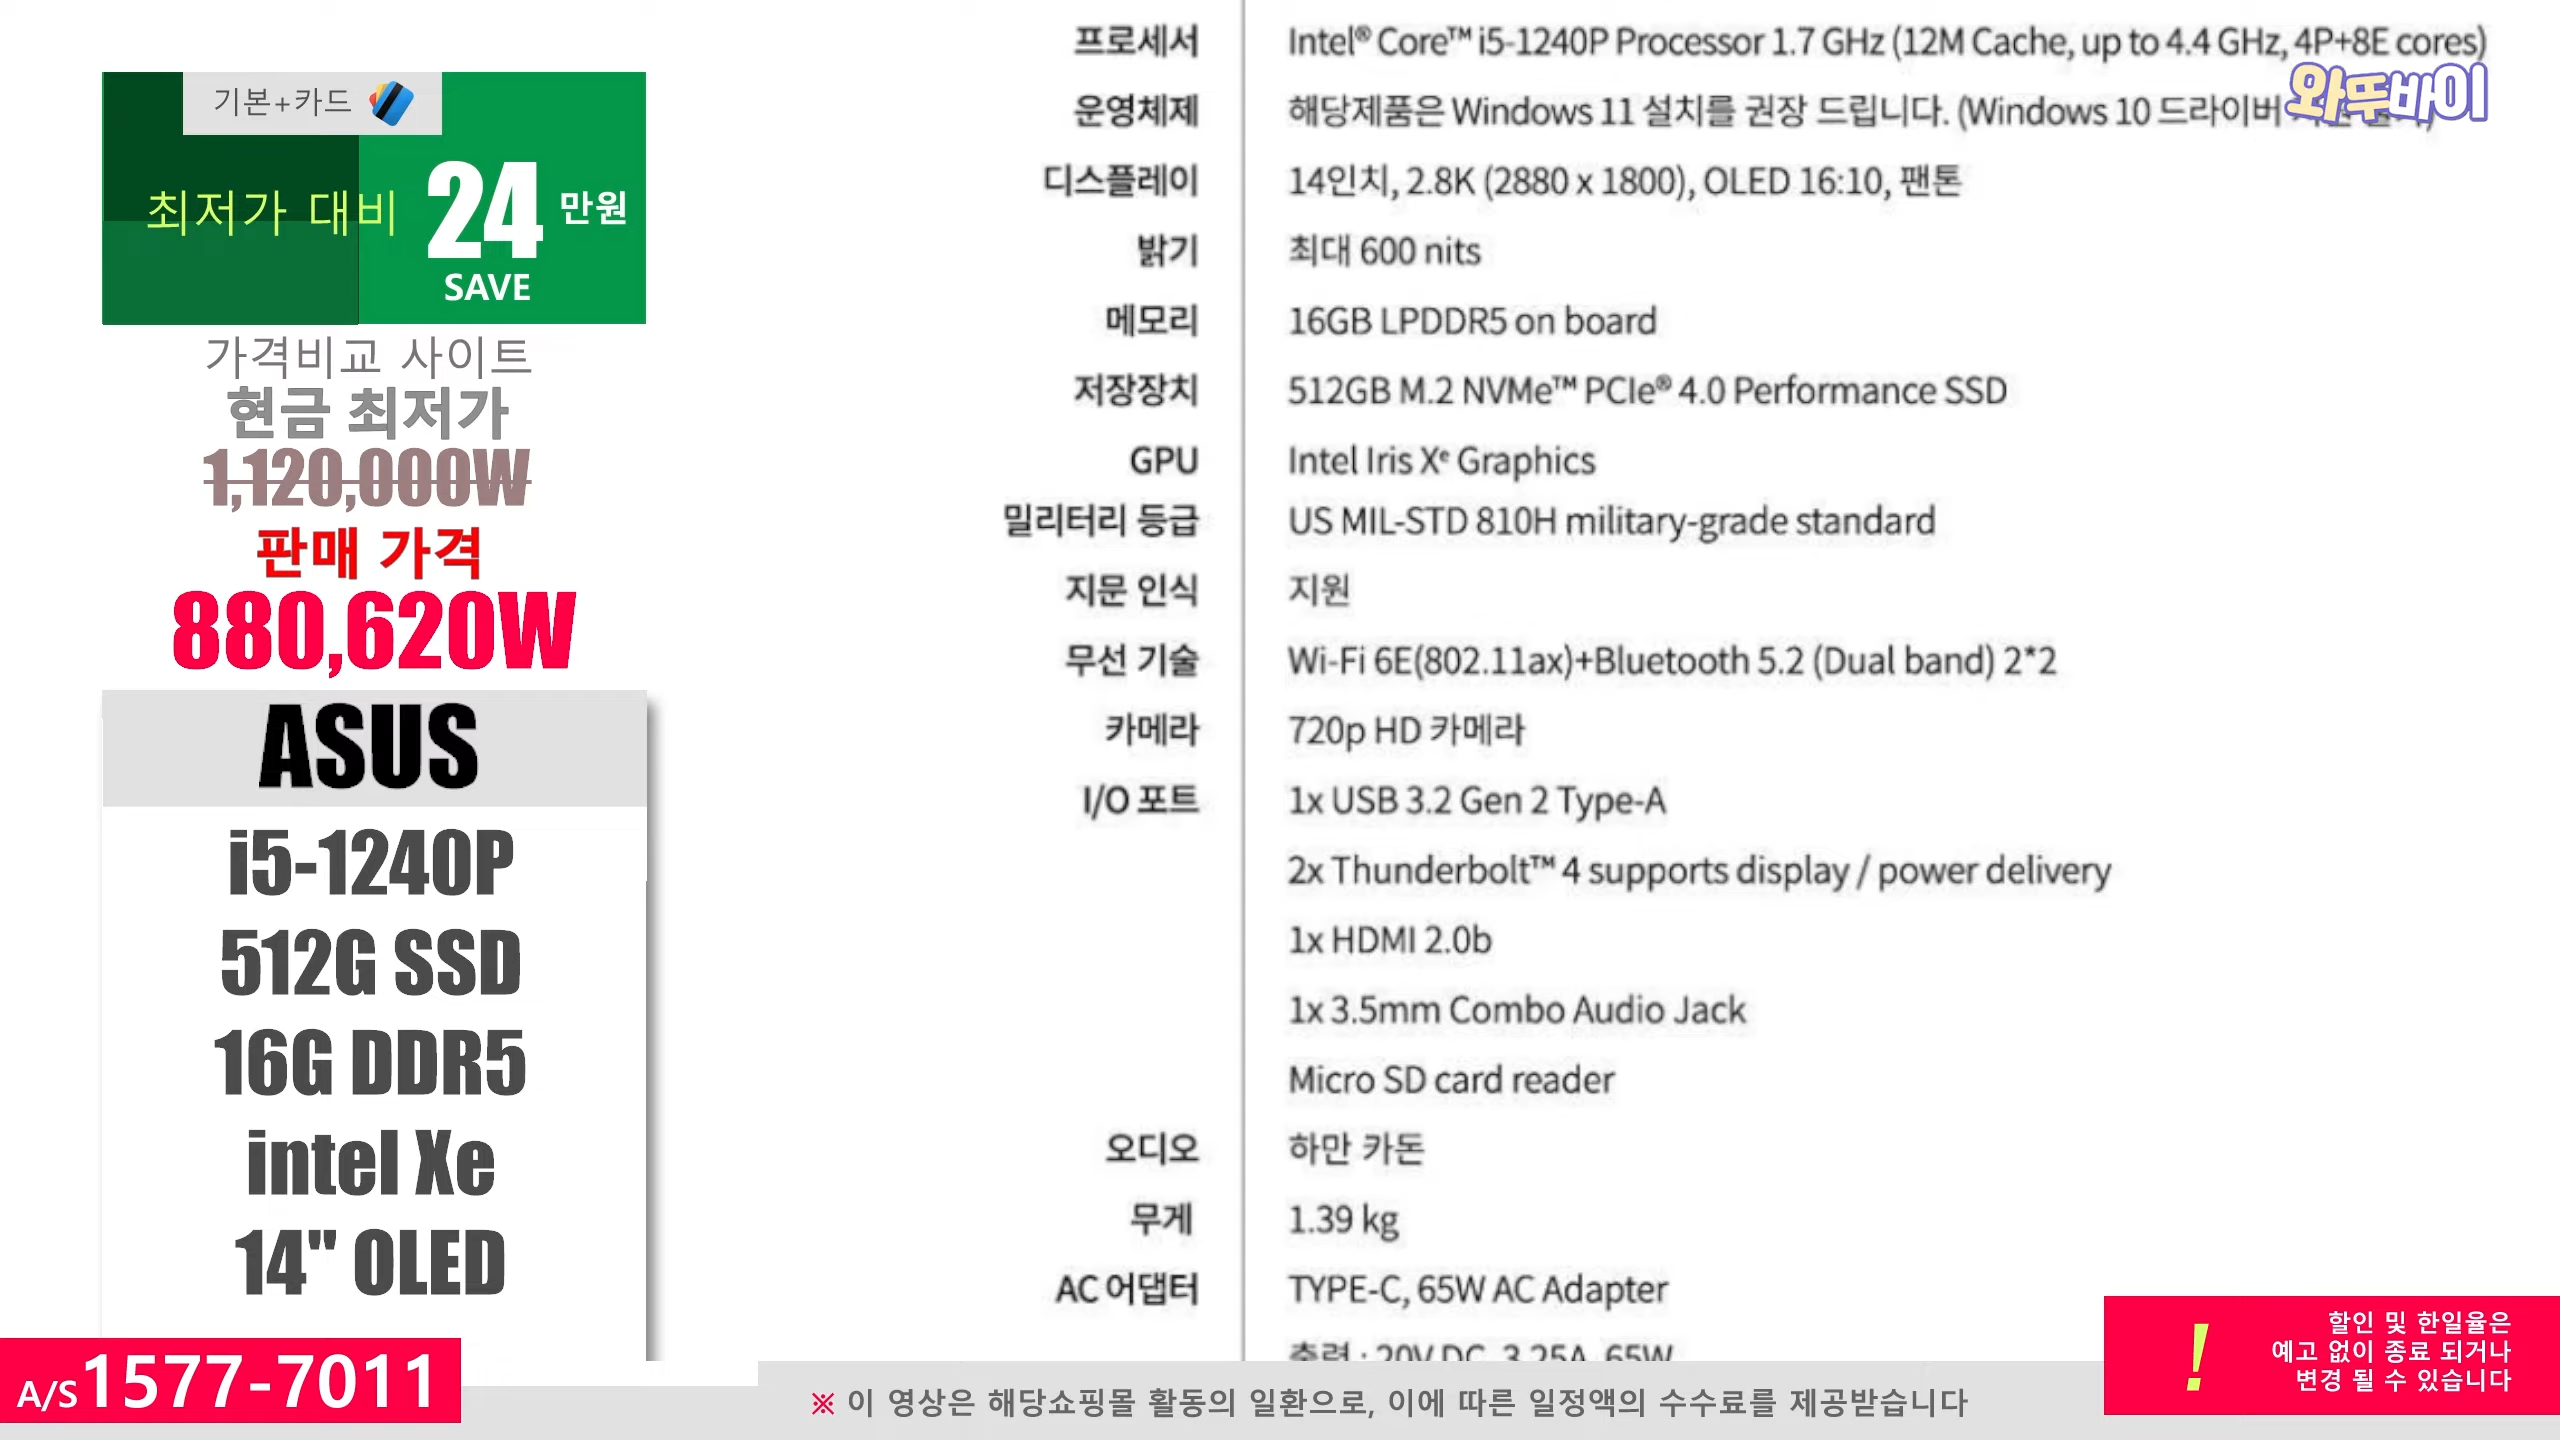 기본+카드
최저가 대비 24 만원
SAVE
가격비교 사이트
현금 최저가
1,120,000W
판매 가격
880,620W
ASUS
i5-1240P
512G SSD
16G DDR5
intel Xe
14" OLED
A/S 1577-7011
프로세서 Intel® Core™ i5-1240P Processor 1.7 GHz (12M Cache, up to 4.4 GHz, 4P+8E cores)
와뚜바이
운영체제 해당제품은 Windows 11 설치를 권장 드립니다. (Windows 10 드라이버
디스플레이 14인치, 2.8K (2880 x 1800), OLED 16:10, 팬톤
밝기 최대 600 nits
메모리 16GB LPDDR5 on board
저장장치 512GB M.2 NVMe™ PCIe® 4.0 Performance SSD
GPU Intel Iris Xᵉ Graphics
밀리터리 등급 US MIL-STD 810H military-grade standard
지문 인식 지원
무선 기술 Wi-Fi 6E(802.11ax)+Bluetooth 5.2 (Dual band) 2*2
카메라 720p HD 카메라
I/O 포트 1x USB 3.2 Gen 2 Type-A
2x Thunderbolt™ 4 supports display / power delivery
1x HDMI 2.0b
1x 3.5mm Combo Audio Jack
Micro SD card reader
오디오 하만 카돈
무게 1.39 kg
AC 어댑터 TYPE-C, 65W AC Adapter
출력 : 20V DC, 3.25A, 65W
※ 이 영상은 해당쇼핑몰 활동의 일환으로, 이에 따른 일정액의 수수료를 제공받습니다
! 할인 및 한일율은
예고 없이 종료 되거나
변경 될 수 있습니다